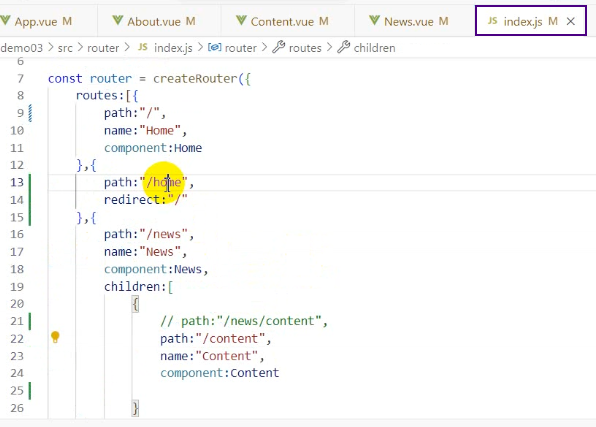 App.vue M
About.vue M
Content.vue M
News.vue M
JS index.js M
demo03 > src > router > JS index.js > router > routes > children
6
7 const router = createRouter({
8 routes:[{
9 path:"/",
10 name:"Home",
11 component:Home
12 },{
13 path:"/home",
14 redirect:"/"
15 },{
16 path:"/news",
17 name:"News",
18 component:News,
19 children:[
20 {
21 // path:"/news/content",
22 path:"/content",
23 name:"Content",
24 component:Content
25
26 }